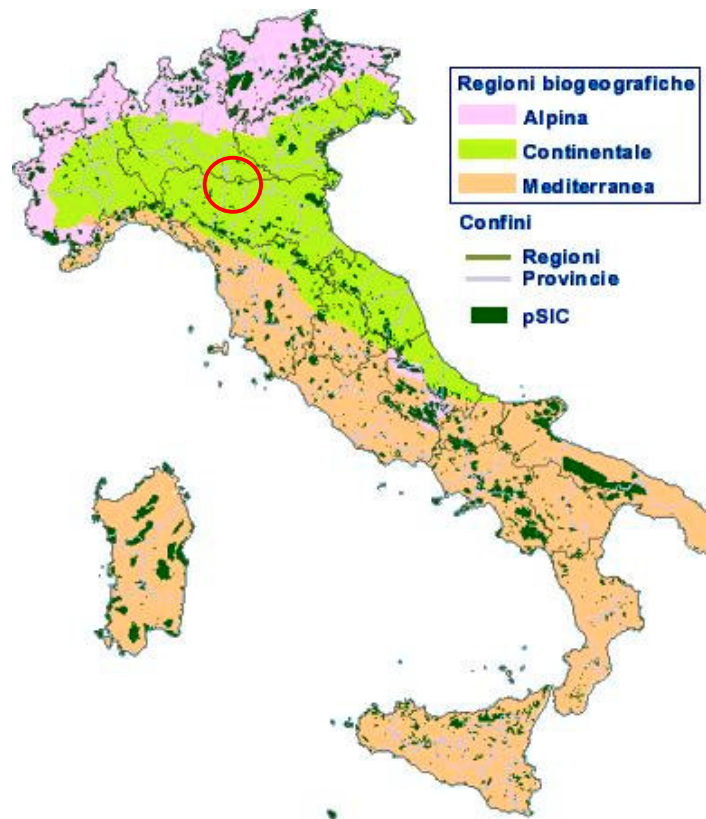 Regioni biogeografiche
Alpina
Continentale
Mediterranea
Confini
Regioni
Provincie
pSIC